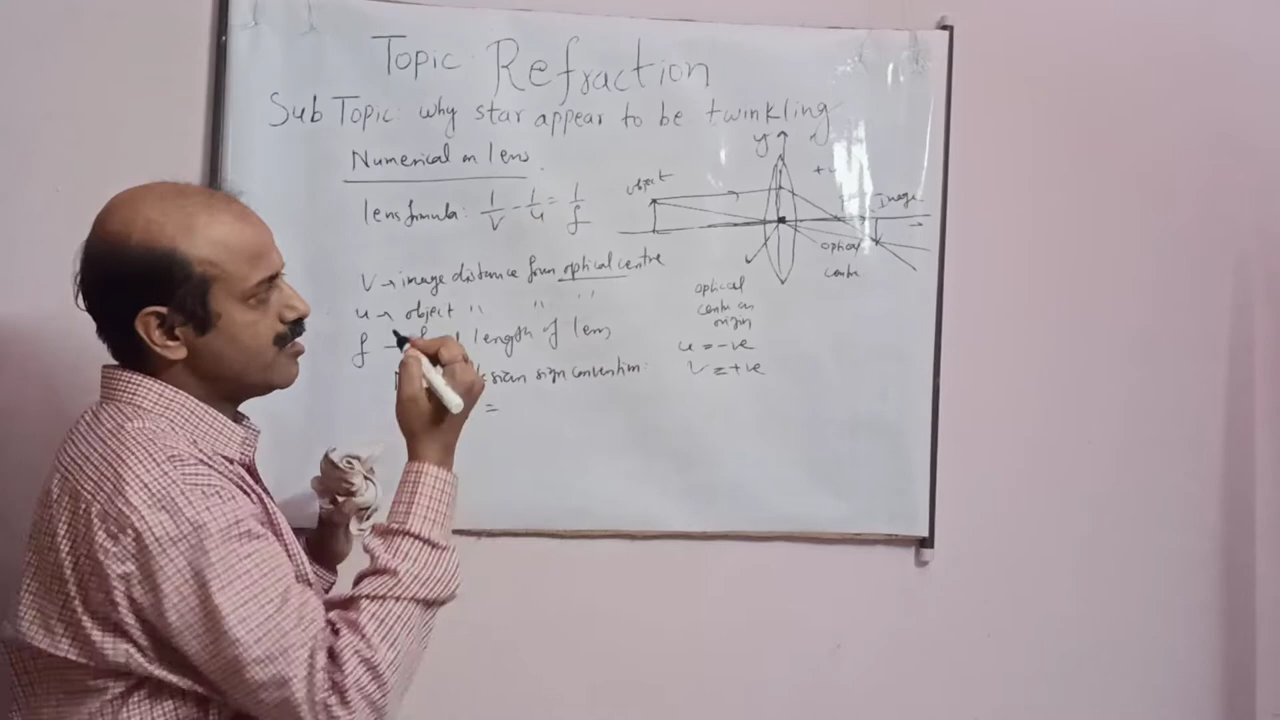 Topic Refraction
Sub Topic: why star appear to be twinkling
Numerical on lens
lens formula: 1/V - 1/u = 1/f
V → image distance from optical centre
u → object " " "
f → length of lens
sign convention:
=
y
object
Image
optical centre
optical
centre as
origin
u = -ve
V = +ve